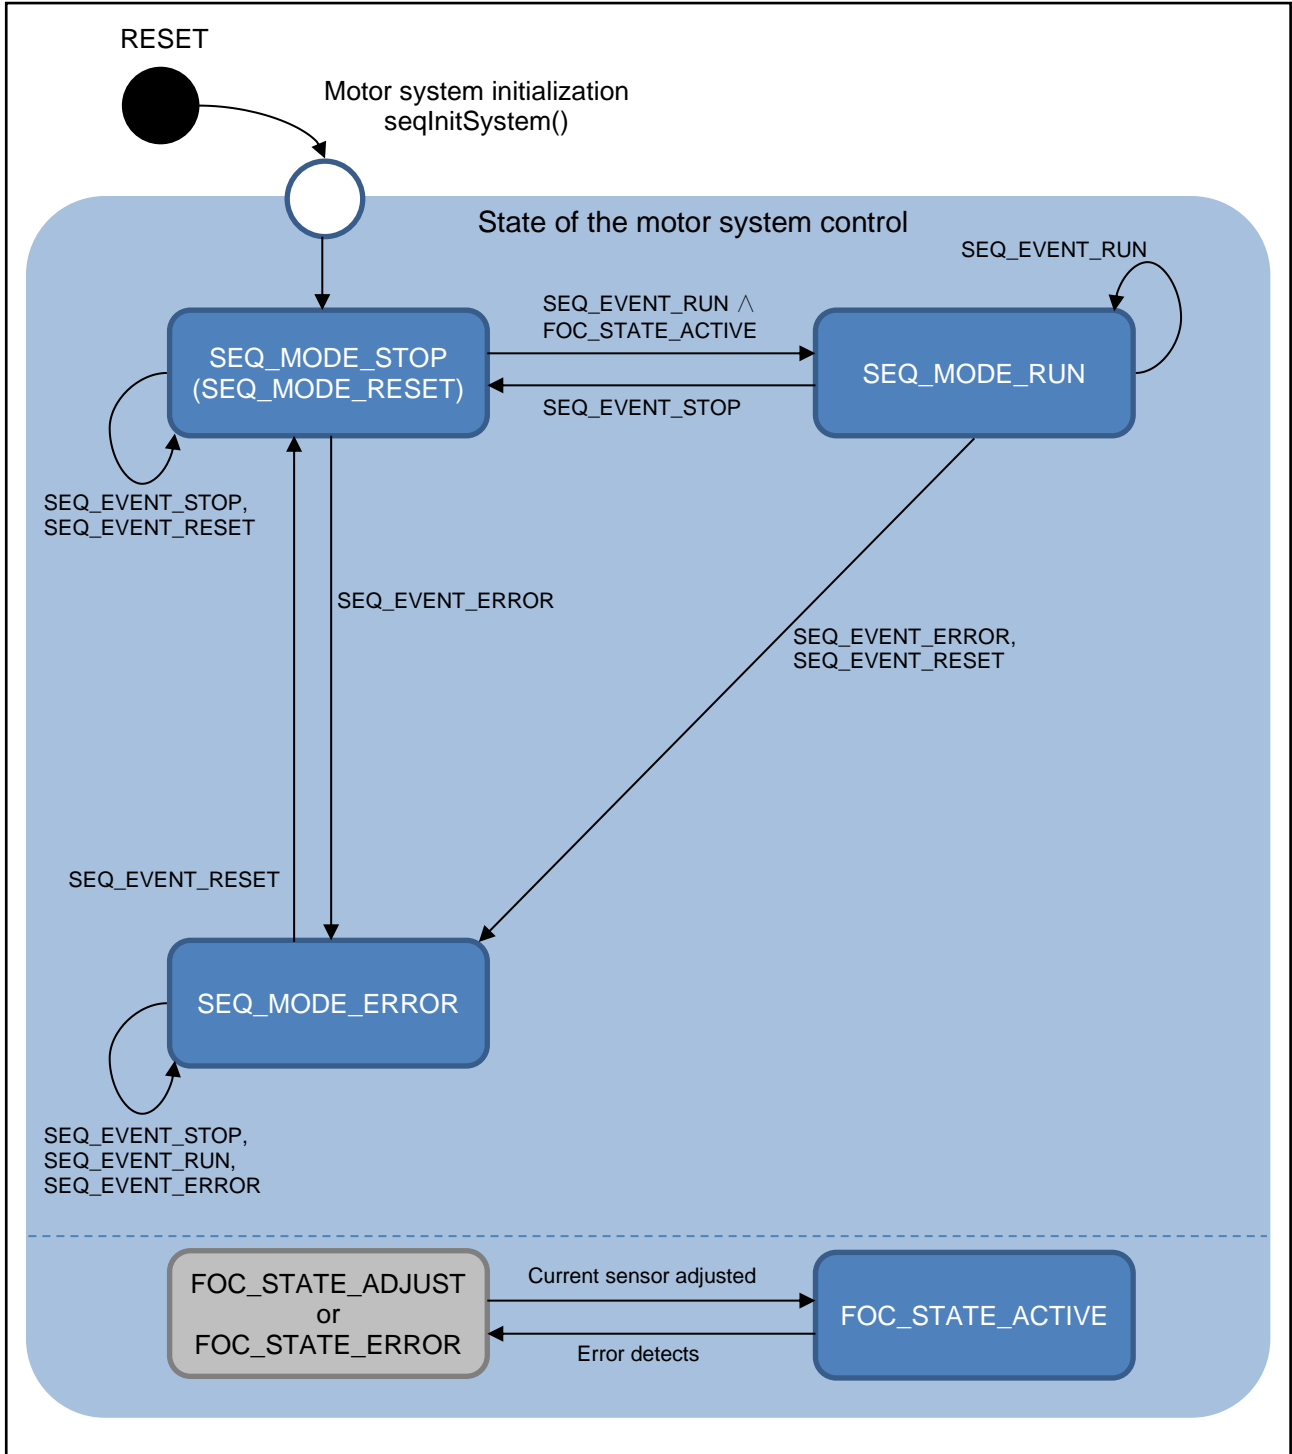 RESET
Motor system initialization
seqInitSystem()
State of the motor system control
SEQ_EVENT_RUN
SEQ_EVENT_RUN ∧
FOC_STATE_ACTIVE
SEQ_MODE_STOP
(SEQ_MODE_RESET)
SEQ_MODE_RUN
SEQ_EVENT_STOP
SEQ_EVENT_STOP,
SEQ_EVENT_RESET
SEQ_EVENT_ERROR
SEQ_EVENT_ERROR,
SEQ_EVENT_RESET
SEQ_EVENT_RESET
SEQ_MODE_ERROR
SEQ_EVENT_STOP,
SEQ_EVENT_RUN,
SEQ_EVENT_ERROR
FOC_STATE_ADJUST
or
FOC_STATE_ERROR
Current sensor adjusted
Error detects
FOC_STATE_ACTIVE